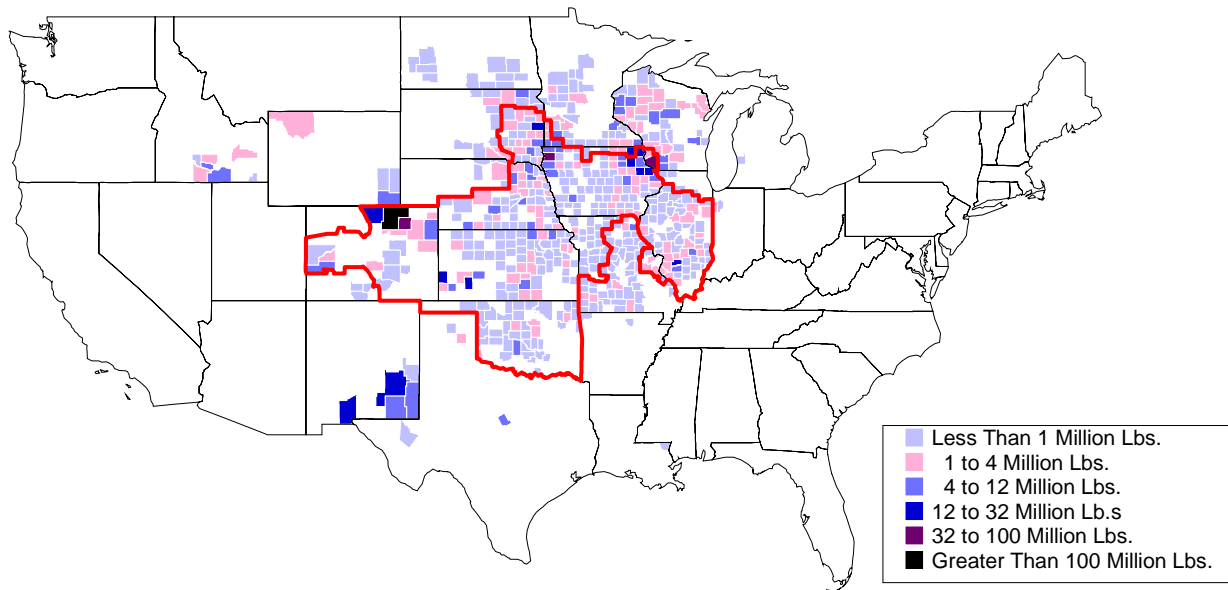 Less Than 1 Million Lbs.
1 to 4 Million Lbs.
4 to 12 Million Lbs.
12 to 32 Million Lb.s
32 to 100 Million Lbs.
Greater Than 100 Million Lbs.